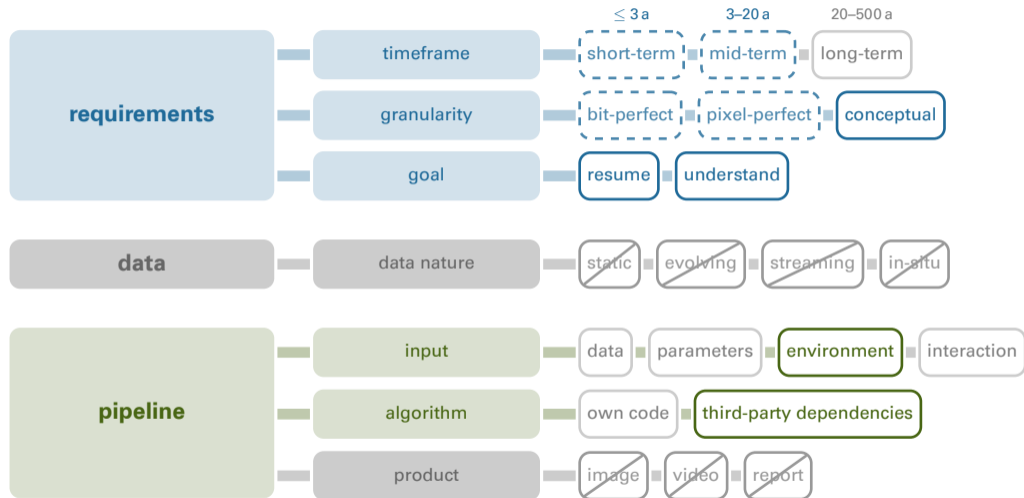 ≤ 3 a 3–20 a 20–500 a
timeframe short-term mid-term long-term
requirements granularity bit-perfect pixel-perfect conceptual
goal resume understand
data data nature static evolving streaming in-situ
input data parameters environment interaction
pipeline algorithm own code third-party dependencies
product image video report